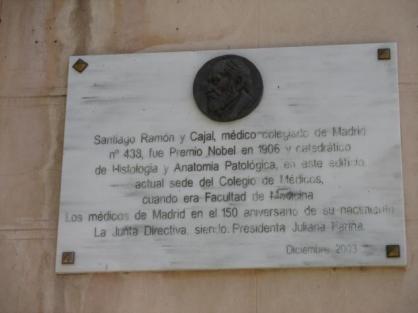 Santiago Ramón y Cajal, médico colegiado de Madrid
nº 438, fue Premio Nobel en 1906 y catedrático
de Histología y Anatomía Patológica, en este edificio
actual sede del Colegio de Médicos,
cuando era Facultad de Medicina
Los médicos de Madrid en el 150 aniversario de su nacimiento
La Junta Directiva, siendo Presidenta Juliana Fariña.
Diciembre 2003